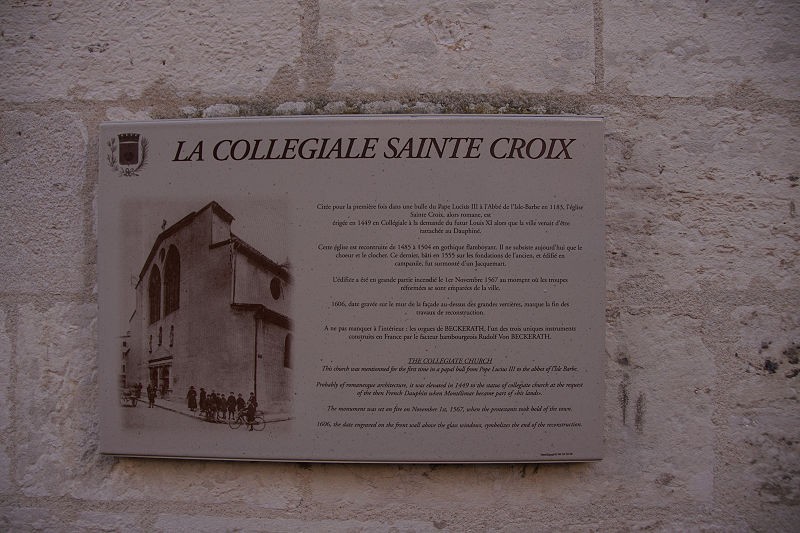 LA COLLEGIALE SAINTE CROIX
Citée pour la première fois dans une bulle du Pape Lucius III à l'Abbé de l'Isle-Barbe en 1183, l'église
Sainte Croix, alors romane, est
érigée en 1449 en Collégiale à la demande du futur Louis XI alors que la ville venait d'être
rattachée au Dauphiné.
Cette église est reconstruite de 1485 à 1504 en gothique flamboyant. Il ne subsiste aujourd'hui que le
choeur et le clocher. Ce dernier, bâti en 1555 sur les fondations de l'ancien, et édifié en
campanile, fut surmonté d'un Jacquemart.
L'édifice a été en grande partie incendié le 1er Novembre 1567 au moment où les troupes
réformées se sont emparées de la ville.
1606, date gravée sur le mur de la façade au-dessus des grandes verrières, marque la fin des
travaux de reconstruction.
A ne pas manquer à l'intérieur : les orgues de BECKERATH, l'un des trois uniques instruments
construits en France par le facteur hambourgeois Rudolf Von BECKERATH.
THE COLLEGIATE CHURCH
This church was mentionned for the first time in a papal bull from Pope Lucius III to the abbot of l'Isle Barbe.
Probably of romanesque architecture, it was elevated in 1449 to the status of collegiate church at the request
of the then French Dauphin when Montelimar became part of «his lands».
The monument was set on fire on November 1st, 1567, when the protestants took hold of the town.
1606, the date engraved on the front wall above the glass windows, symbolizes the end of the reconstruction.